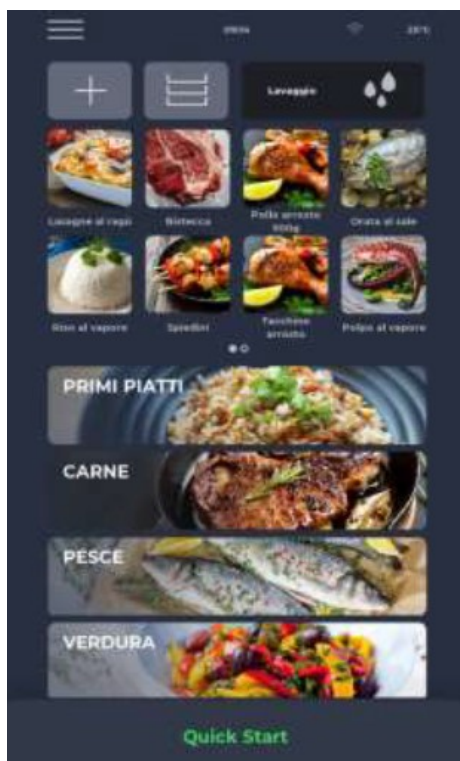 Lavaggio
Lasagne al ragù
Bistecca
Pollo arrosto
900g
Orata al sale
Riso al vapore
Spiedini
Tacchino
arrosto
Polpo al vapore
PRIMI PIATTI
CARNE
PESCE
VERDURA
Quick Start